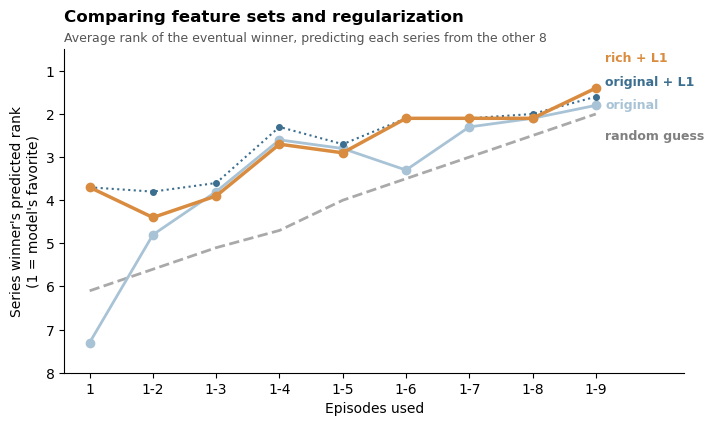 Comparing feature sets and regularization
Average rank of the eventual winner, predicting each series from the other 8
rich + L1
original + L1
original
random guess
Series winner's predicted rank
(1 = model's favorite)
1
2
3
4
5
6
7
8
1 1-2 1-3 1-4 1-5 1-6 1-7 1-8 1-9
Episodes used